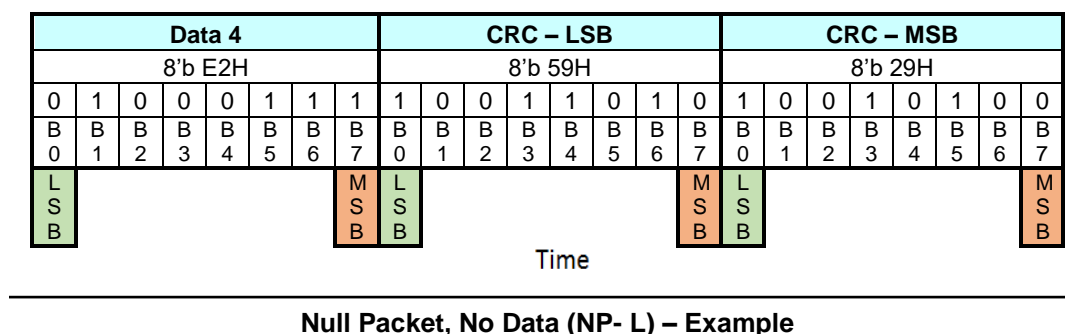 Data 4 CRC – LSB CRC – MSB
8’b E2H 8’b 59H 8’b 29H
0 1 0 0 0 1 1 1 1 0 0 1 1 0 1 0 1 0 0 1 0 1 0 0
B B B B B B B B B B B B B B B B B B B B B B B B
0 1 2 3 4 5 6 7 0 1 2 3 4 5 6 7 0 1 2 3 4 5 6 7
L M L M L M
S S S S S S
B B B B B B
Time
Null Packet, No Data (NP- L) – Example